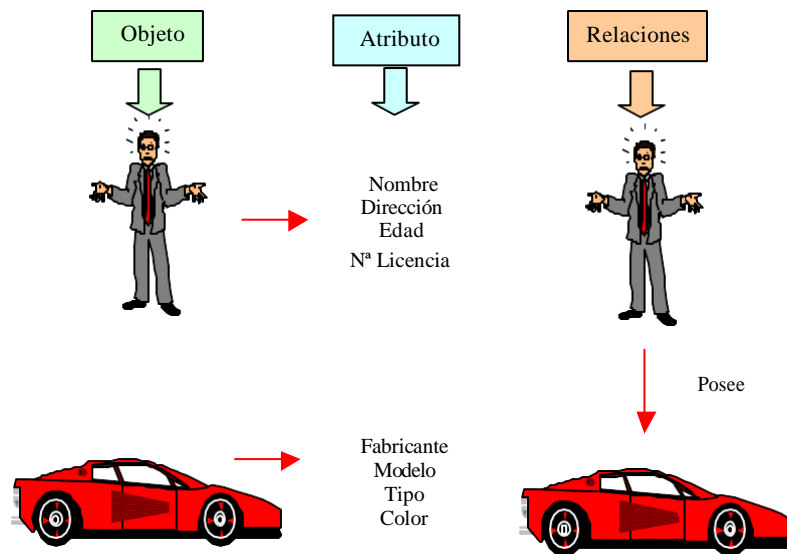 Objeto
Atributo
Relaciones
Nombre
Dirección
Edad
Nª Licencia
Posee
Fabricante
Modelo
Tipo
Color